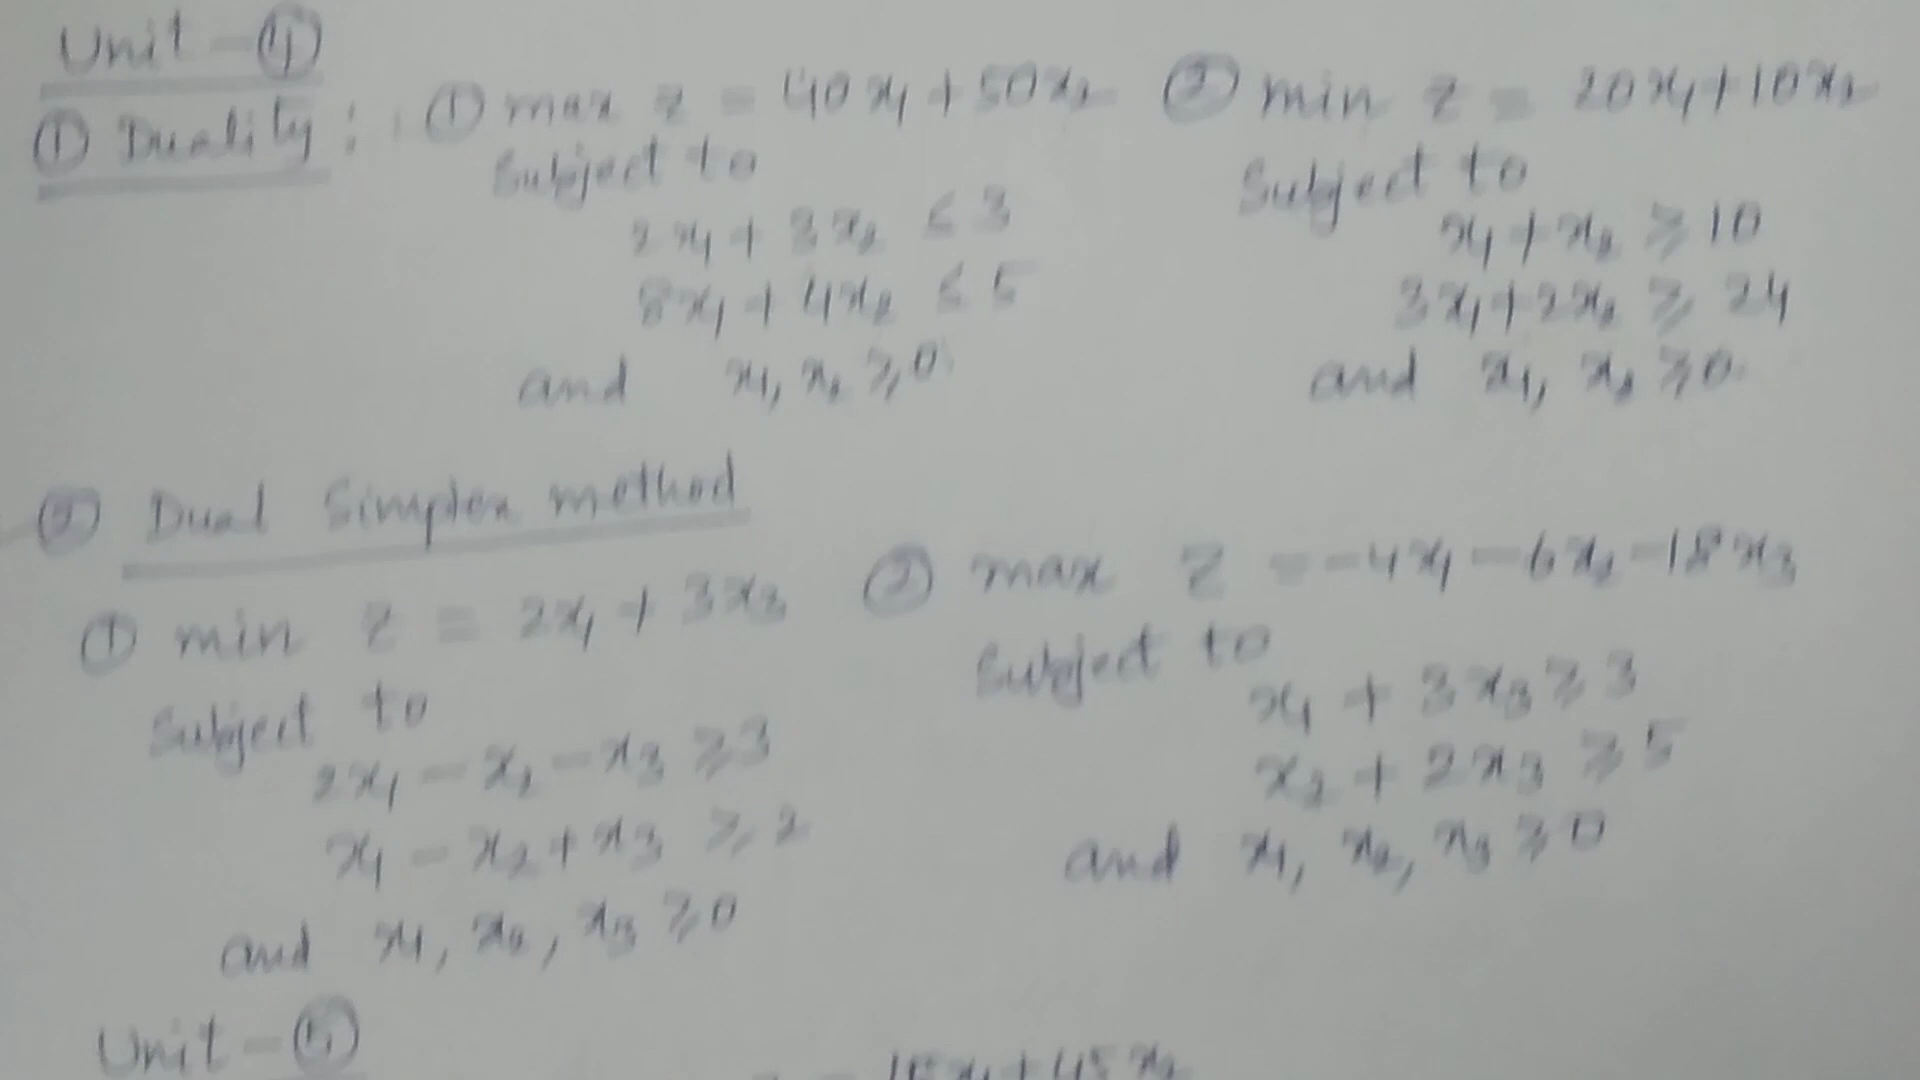 Unit - ④
① Duality : ① max z = 40x₁ + 50x₂
Subject to
2x₁ + 3x₂ ≤ 3
8x₁ + 4x₂ ≤ 5
and x₁, x₂ ≥ 0.
② min z = 20x₁ + 10x₂
Subject to
x₁ + x₂ ≥ 10
3x₁ + 2x₂ ≥ 24
and x₁, x₂ ≥ 0.
② Dual Simplex method
① min z = 2x₁ + 3x₃
Subject to
2x₁ - x₂ - x₃ ≥ 3
x₁ - x₂ + x₃ ≥ 2
and x₁, x₂, x₃ ≥ 0
② max Z = -4x₁ - 6x₂ - 18x₃
Subject to
x₁ + 3x₃ ≥ 3
x₂ + 2x₃ ≥ 5
and x₁, x₂, x₃ ≥ 0
Unit - ⑤
15x₁ + 45x₂